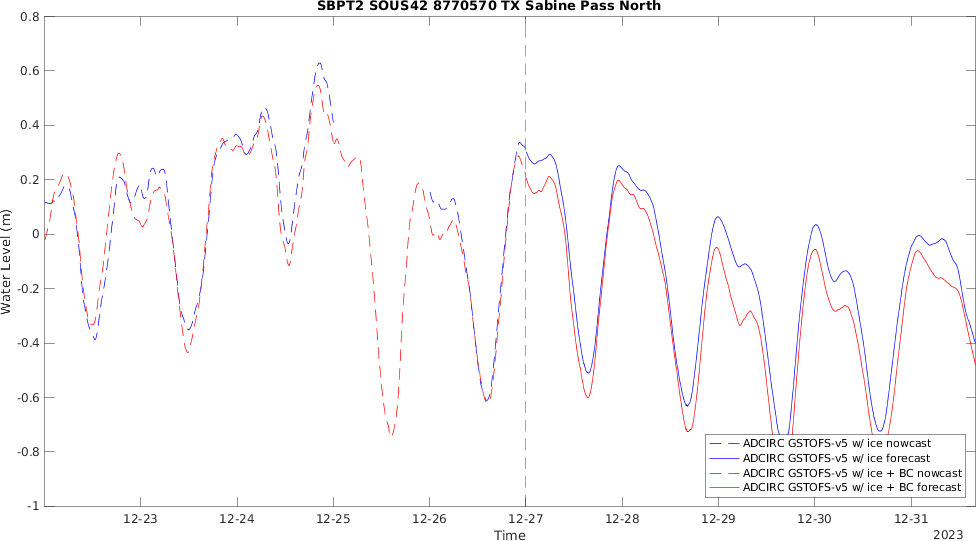 SBPT2 SOUS42 8770570 TX Sabine Pass North
0.8
0.6
0.4
0.2
0
-0.2
-0.4
-0.6
-0.8
-1
Water Level (m)
ADCIRC GSTOFS-v5 w/ ice nowcast
ADCIRC GSTOFS-v5 w/ ice forecast
ADCIRC GSTOFS-v5 w/ ice + BC nowcast
ADCIRC GSTOFS-v5 w/ ice + BC forecast
12-23 12-24 12-25 12-26 12-27 12-28 12-29 12-30 12-31
Time
2023